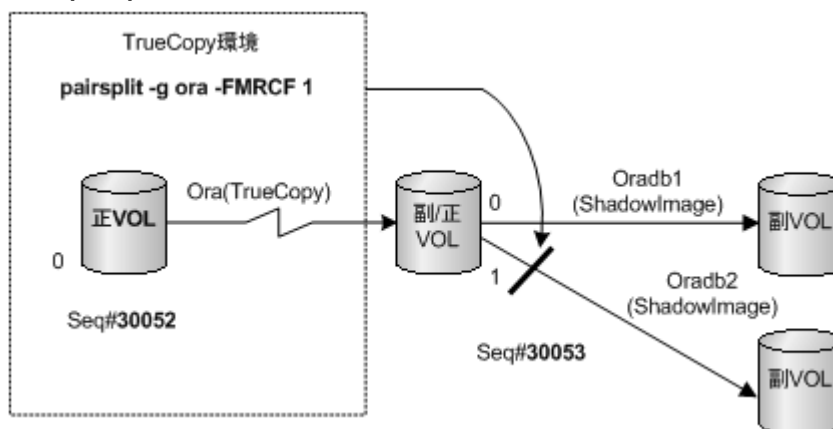 TrueCopy環境
pairsplit -g ora -FMRCF 1
正VOL
0
Seq#30052
Ora(TrueCopy)
副/正
VOL
0
1
Seq#30053
Oradb1
(ShadowImage)
副VOL
Oradb2
(ShadowImage)
副VOL